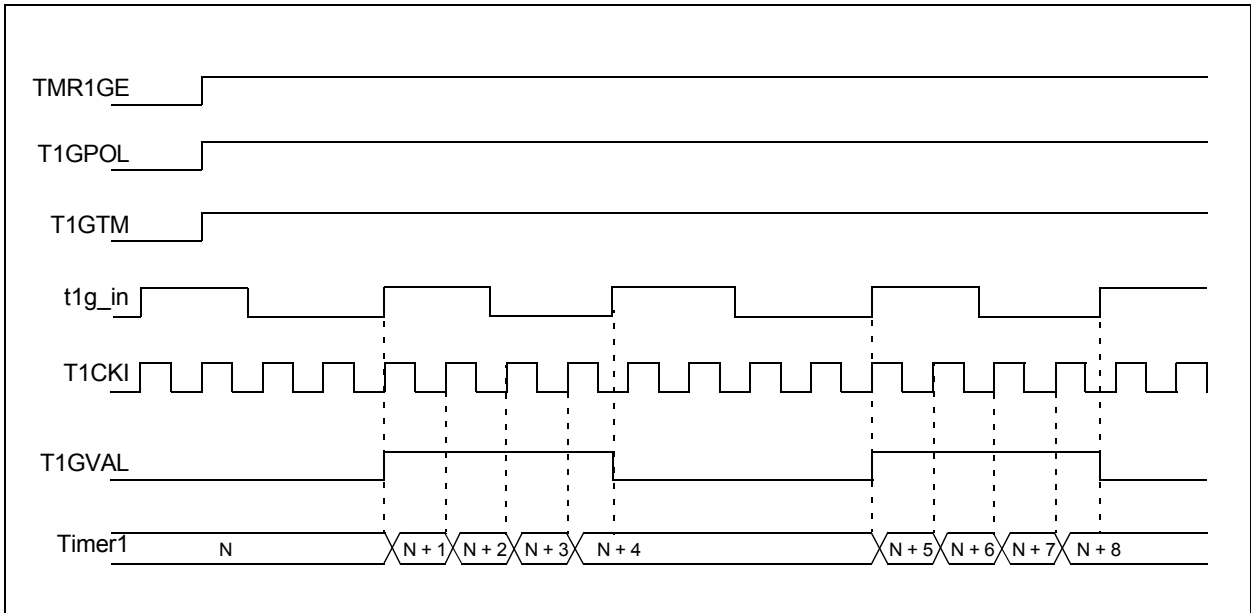 TMR1GE
T1GPOL
T1GTM
t1g_in
T1CKI
T1GVAL
Timer1 N N + 1 N + 2 N + 3 N + 4 N + 5 N + 6 N + 7 N + 8